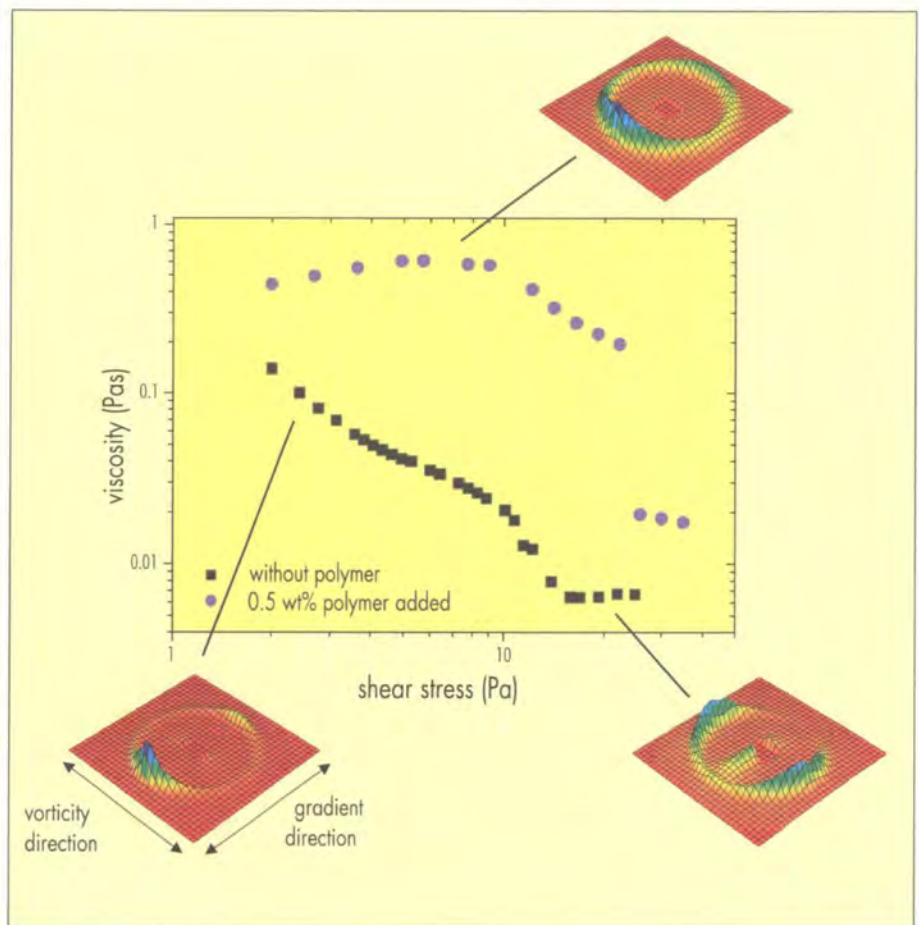 1
0.1
0.01
viscosity (Pas)
without polymer
0.5 wt% polymer added
1
10
shear stress (Pa)
vorticity
direction
gradient
direction